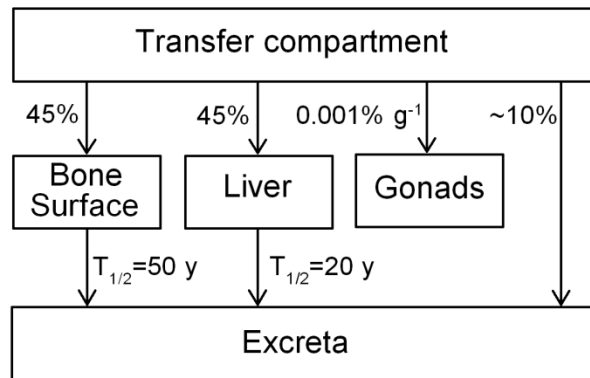 Transfer compartment
45%
45%
0.001% g⁻¹
~10%
Bone
Surface
Liver
Gonads
T₁/₂=50 y
T₁/₂=20 y
Excreta